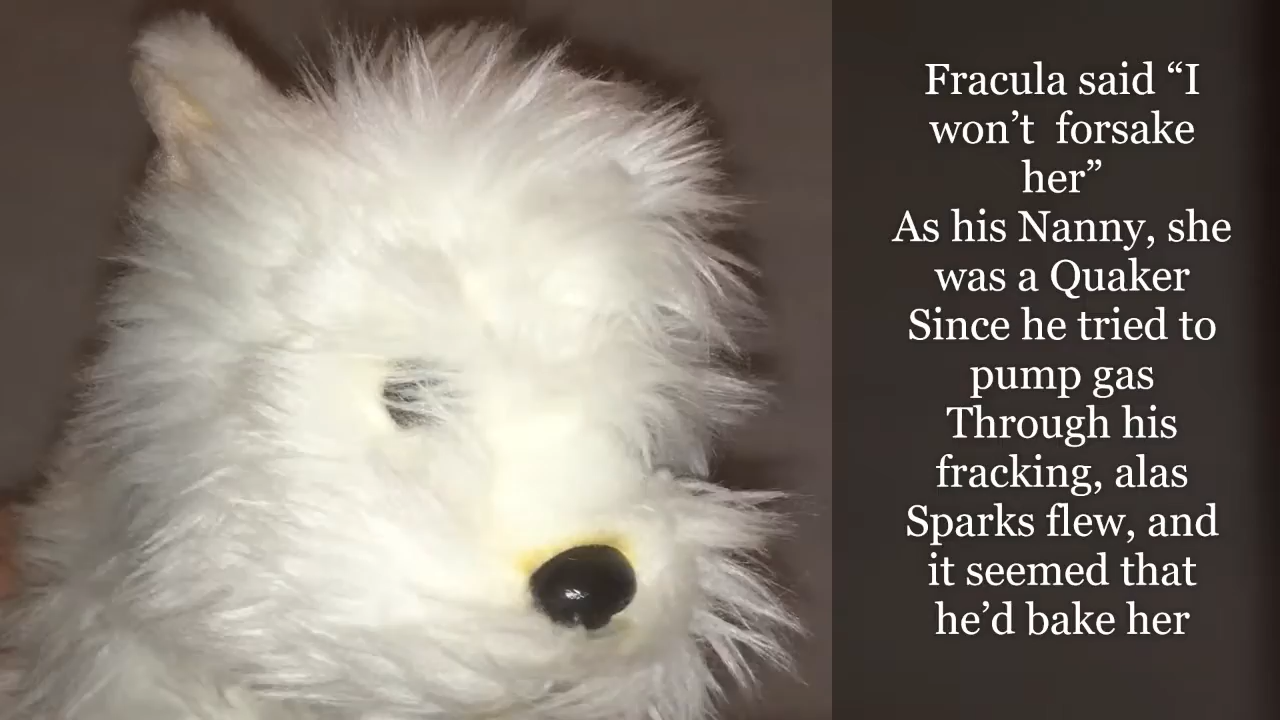 Fracula said “I
won’t  forsake
her”
As his Nanny, she
was a Quaker
Since he tried to
pump gas
Through his
fracking, alas
Sparks flew, and
it seemed that
he’d bake her